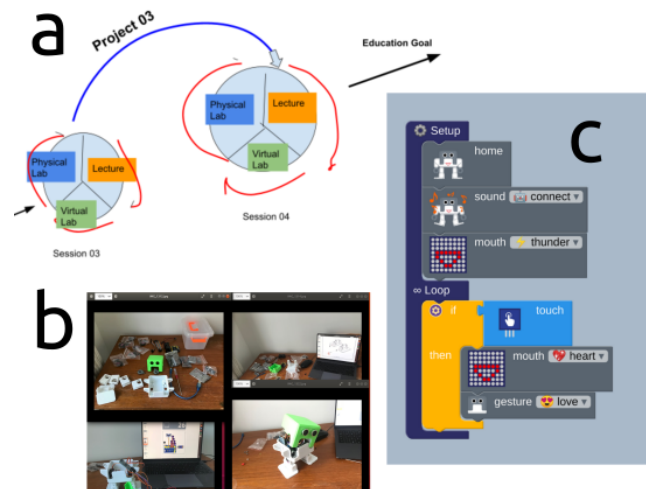 a
Project 03
Education Goal
Physical
Lab
Lecture
Virtual
Lab
Session 04
Physical
Lab
Lecture
Virtual
Lab
Session 03
b
C
Setup
home
sound connect
mouth thunder
Loop
if touch
then mouth heart
gesture love